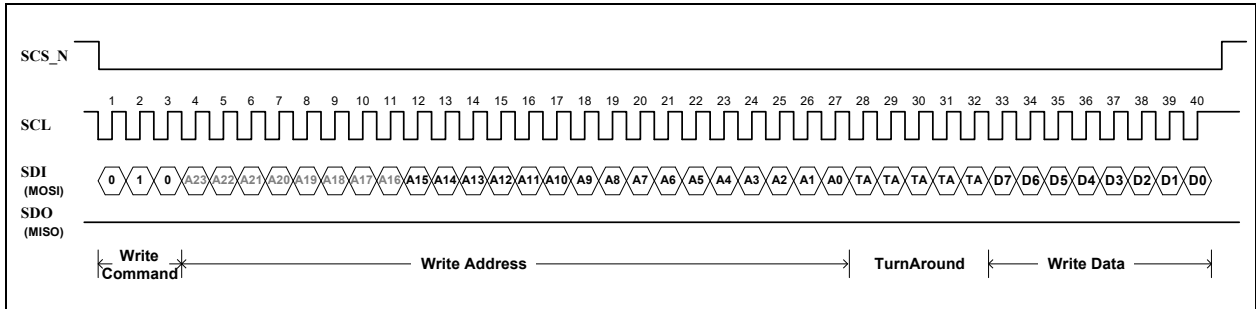 SCS_N
1 2 3 4 5 6 7 8 9 10 11 12 13 14 15 16 17 18 19 20 21 22 23 24 25 26 27 28 29 30 31 32 33 34 35 36 37 38 39 40
SCL
SDI
(MOSI)
0 1 0 A23 A22 A21 A20 A19 A18 A17 A16 A15 A14 A13 A12 A11 A10 A9 A8 A7 A6 A5 A4 A3 A2 A1 A0 TA TA TA TA TA D7 D6 D5 D4 D3 D2 D1 D0
SDO
(MISO)
Write
Command
Write Address
TurnAround
Write Data